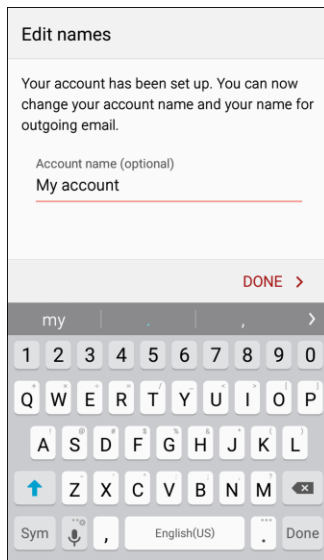 Edit names
Your account has been set up. You can now
change your account name and your name for
outgoing email.
Account name (optional)
My account
DONE >
my . ,  >
1 2 3 4 5 6 7 8 9 0
Q W E R T Y U I O P
A S D F G H J K L
Z X C V B N M
Sym , English(US) . Done